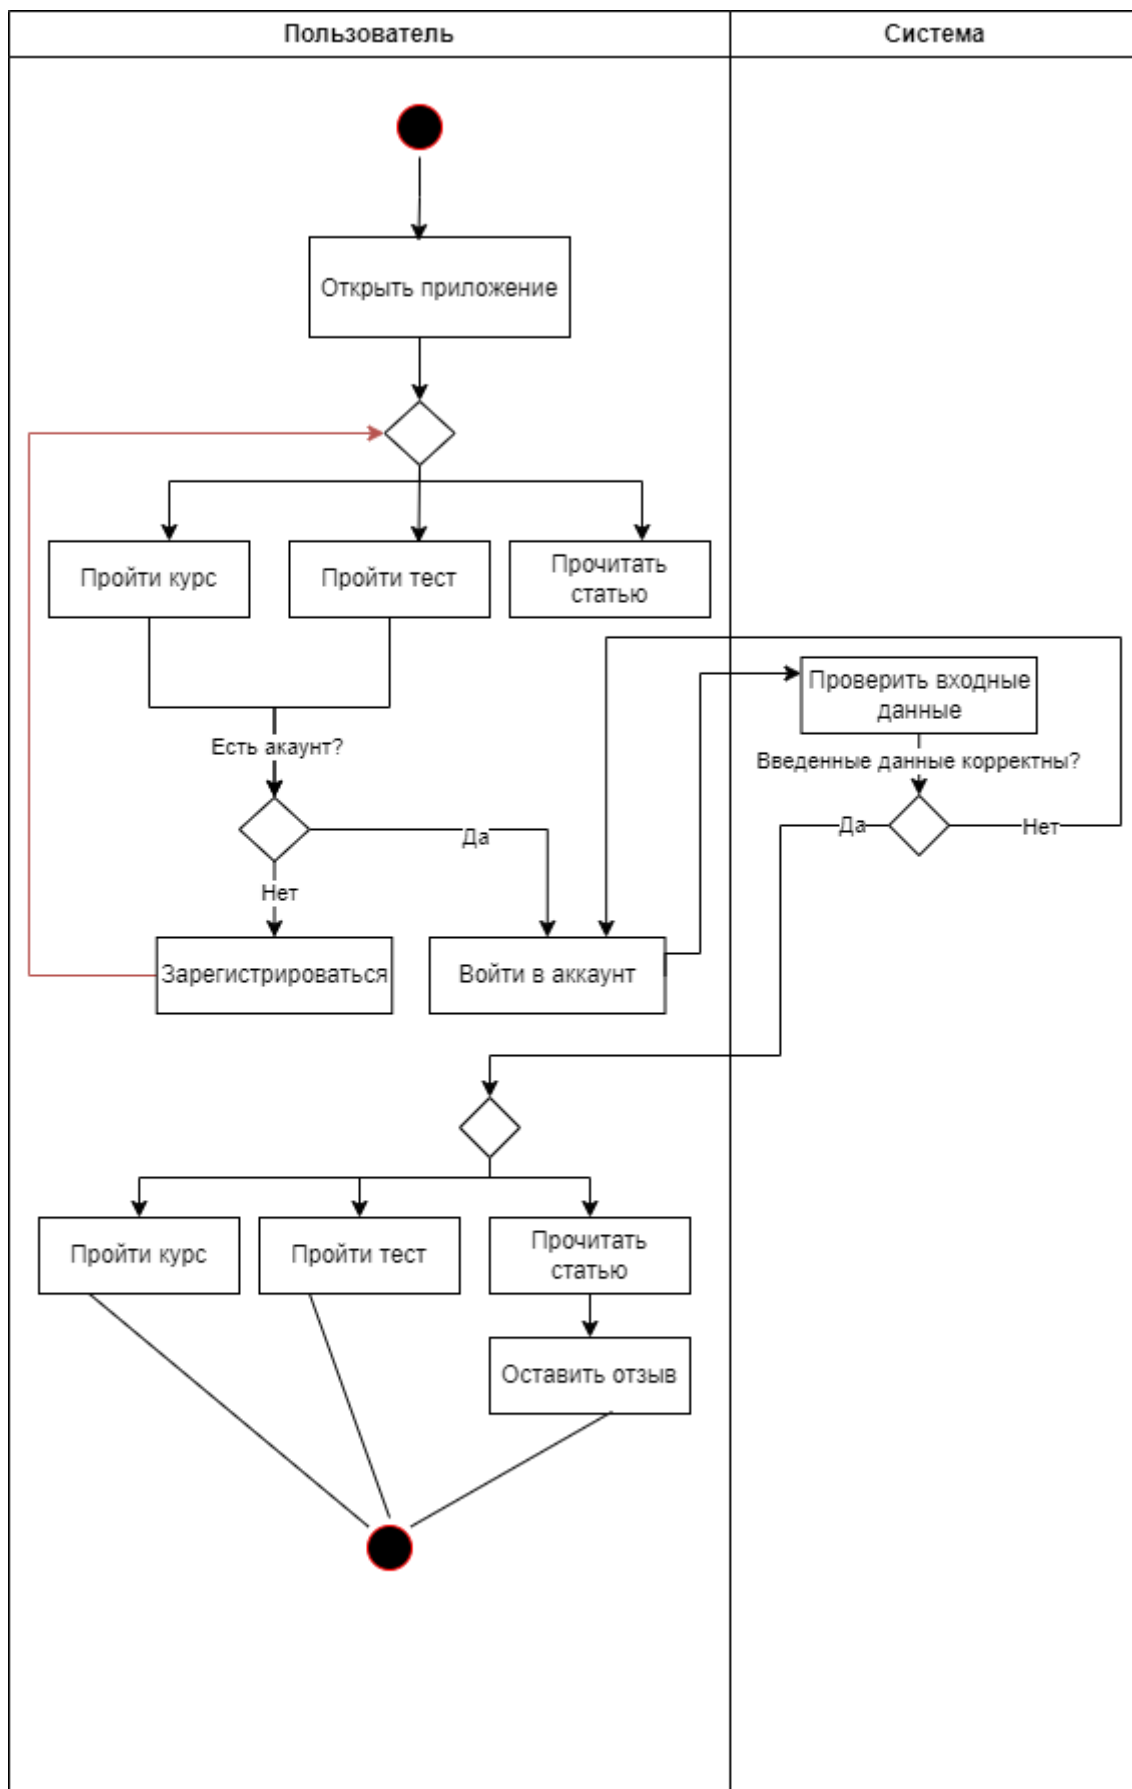 Пользователь
Система
Открыть приложение
Пройти курс
Пройти тест
Прочитать
статью
Проверить входные
данные
Есть акаунт?
Введенные данные корректны?
Да
Да
Нет
Нет
Зарегистрироваться
Войти в аккаунт
Пройти курс
Пройти тест
Прочитать
статью
Оставить отзыв